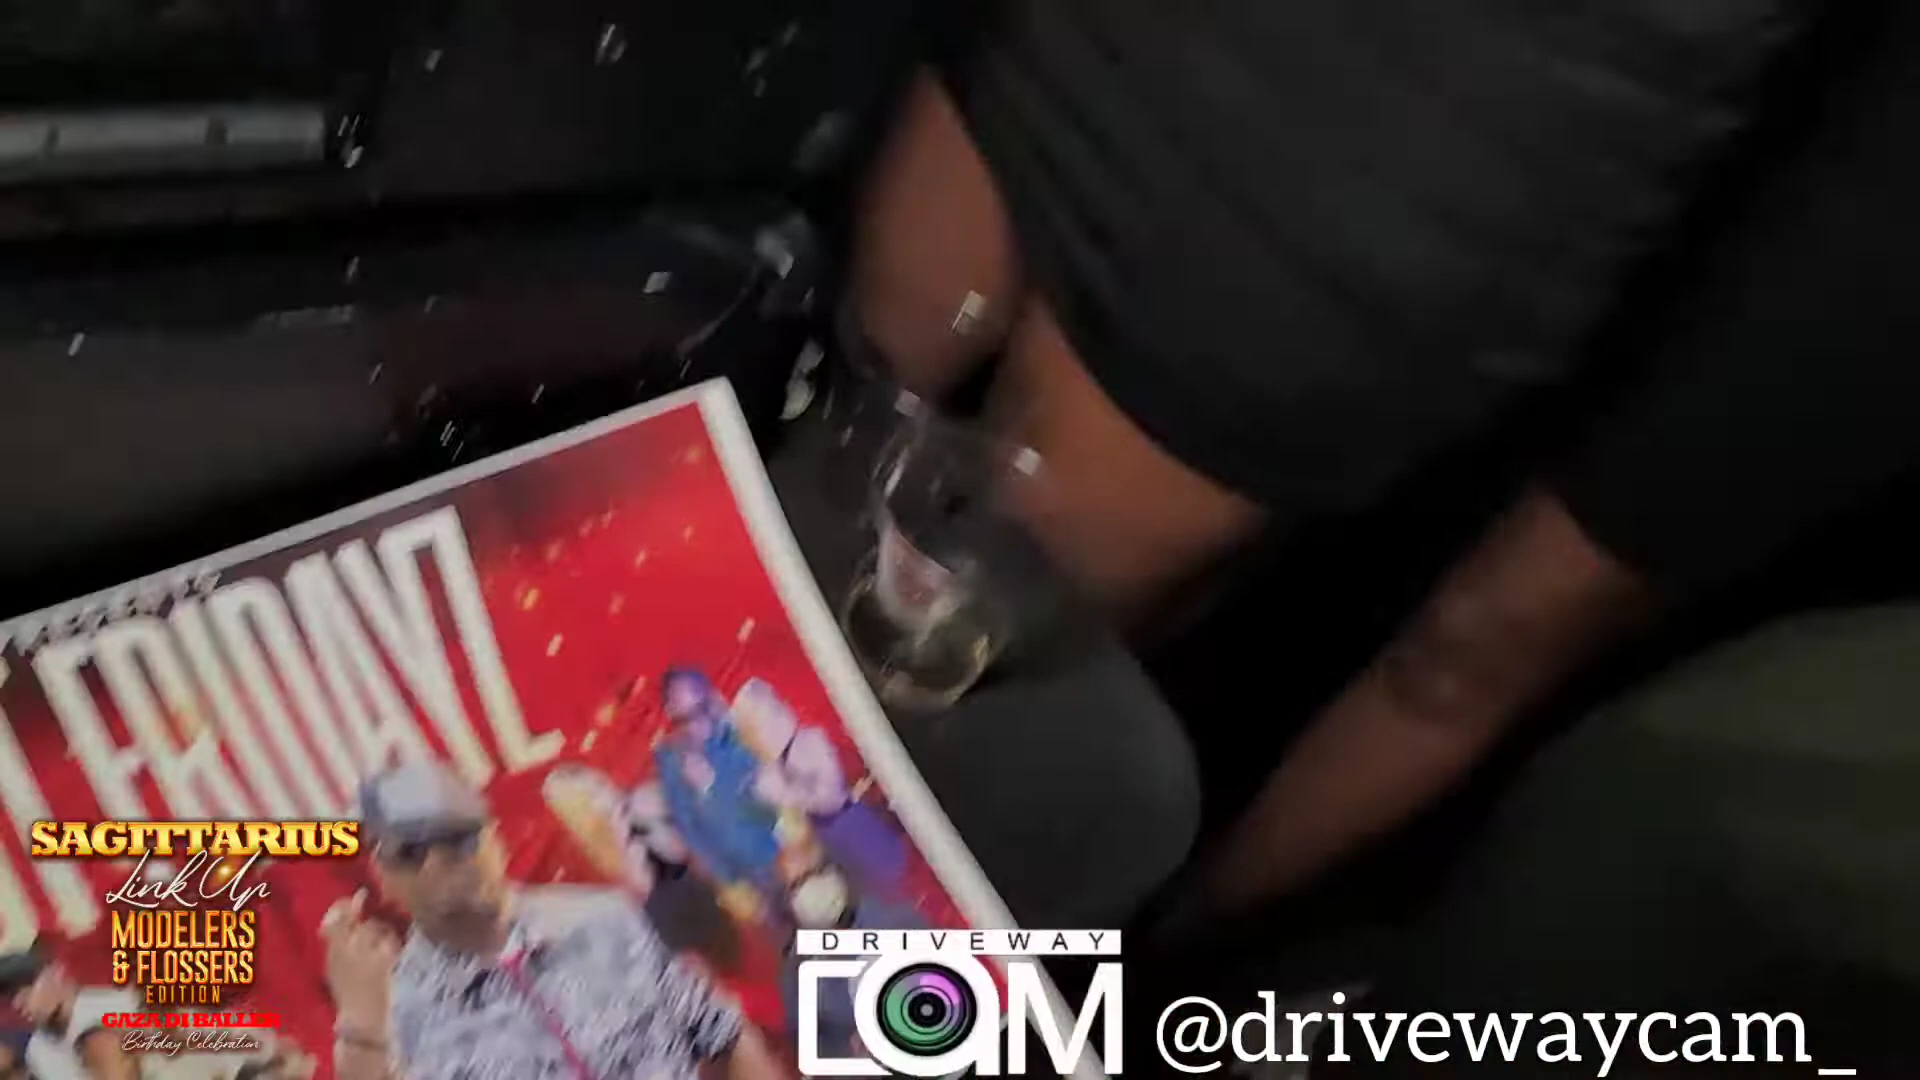 FRIDAYZ
SAGITTARIUS
Link Up
MODELERS
& FLOSSERS
EDITION
GAZA DI BALLER
Birthday Celebration
DRIVEWAY
CAM
@drivewaycam_